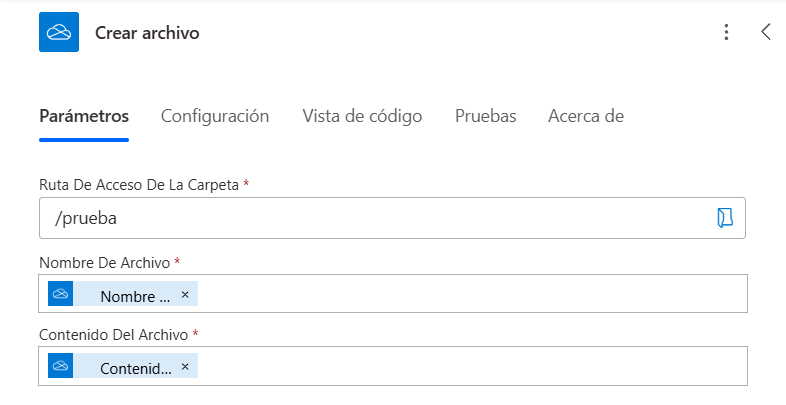 Crear archivo
Parámetros Configuración Vista de código Pruebas Acerca de
Ruta De Acceso De La Carpeta *
/prueba
Nombre De Archivo *
Nombre ... ×
Contenido Del Archivo *
Contenid... ×